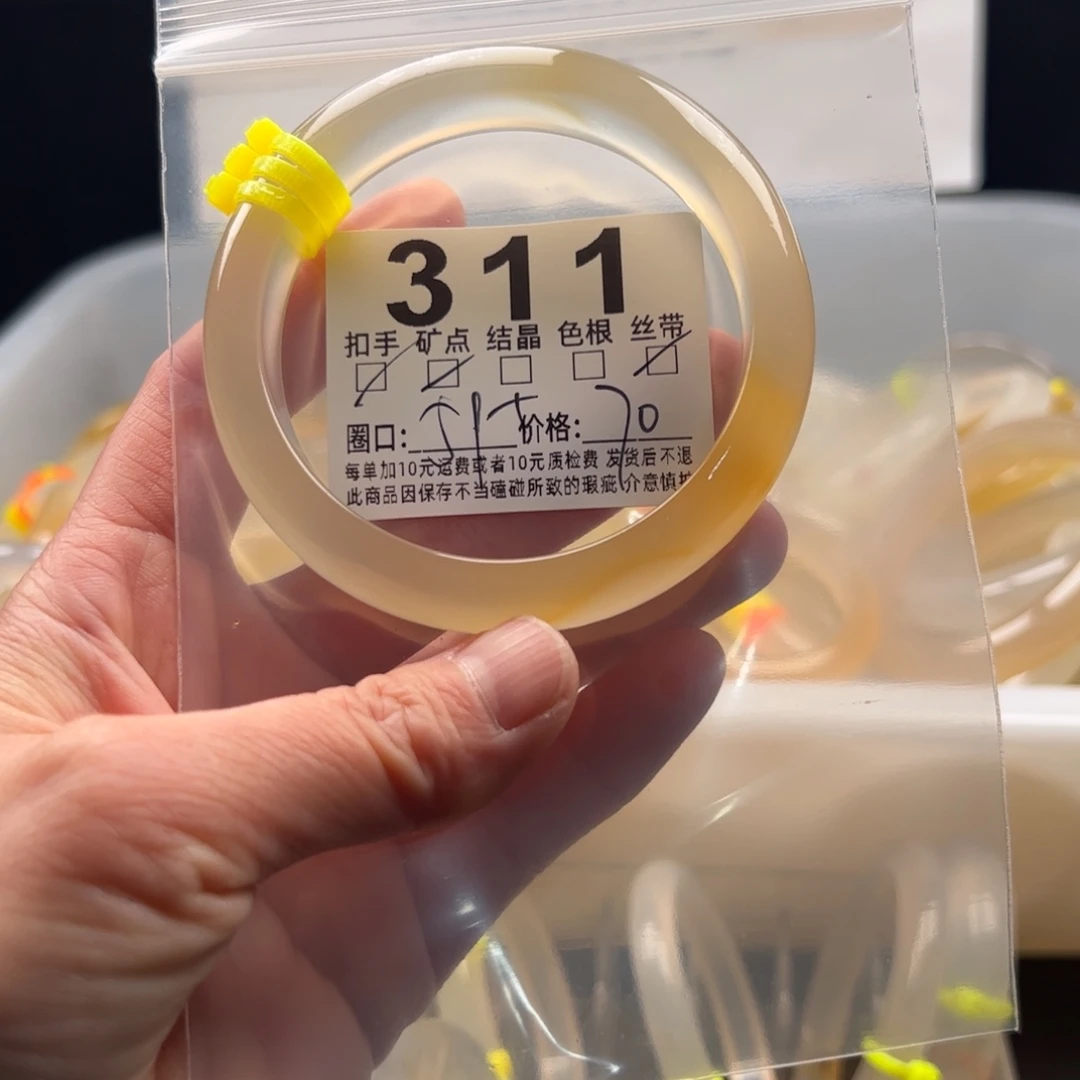 311
扣手 矿点 结晶 色根 丝带
圈口: 价格: 70
每单加10元运费或者10元质检费 发货后不退
此商品因保存不当磕碰所致的瑕疵 介意慎拍